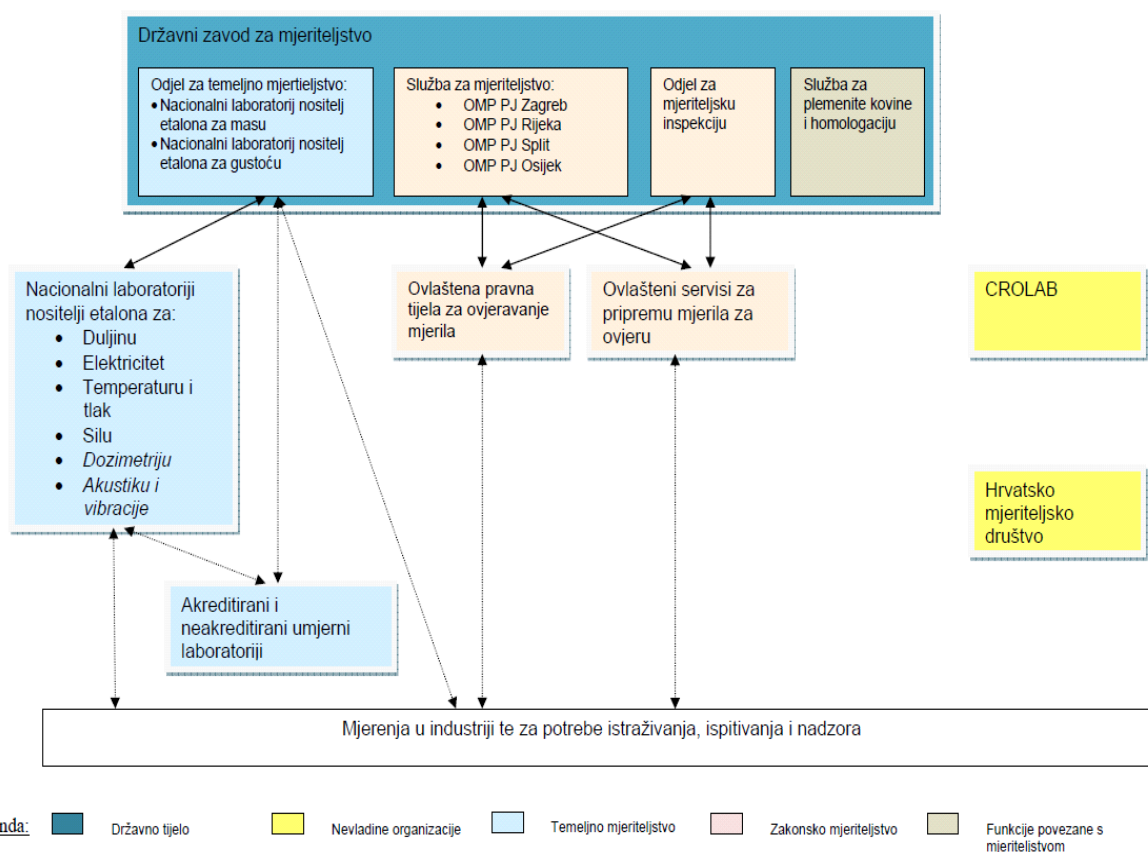 Državni zavod za mjeriteljstvo
Odjel za temeljno mjertieljstvo:
• Nacionalni laboratorij nositelj
etalona za masu
• Nacionalni laboratorij nositelj
etalona za gustoću
Služba za mjeriteljstvo:
• OMP PJ Zagreb
• OMP PJ Rijeka
• OMP PJ Split
• OMP PJ Osijek
Odjel za
mjeriteljsku
inspekciju
Služba za
plemenite kovine
i homologaciju
Nacionalni laboratoriji
nositelji etalona za:
• Duljinu
• Elektricitet
• Temperaturu i
tlak
• Silu
• Dozimetriju
• Akustiku i
vibracije
Ovlaštena pravna
tijela za ovjeravanje
mjerila
Ovlašteni servisi za
pripremu mjerila za
ovjeru
CROLAB
Hrvatsko
mjeriteljsko
društvo
Akreditirani i
neakreditirani umjerni
laboratoriji
Mjerenja u industriji te za potrebe istraživanja, ispitivanja i nadzora
nda:
Državno tijelo
Nevladine organizacije
Temeljno mjeriteljstvo
Zakonsko mjeriteljstvo
Funkcije povezane s
mjeriteljstvom